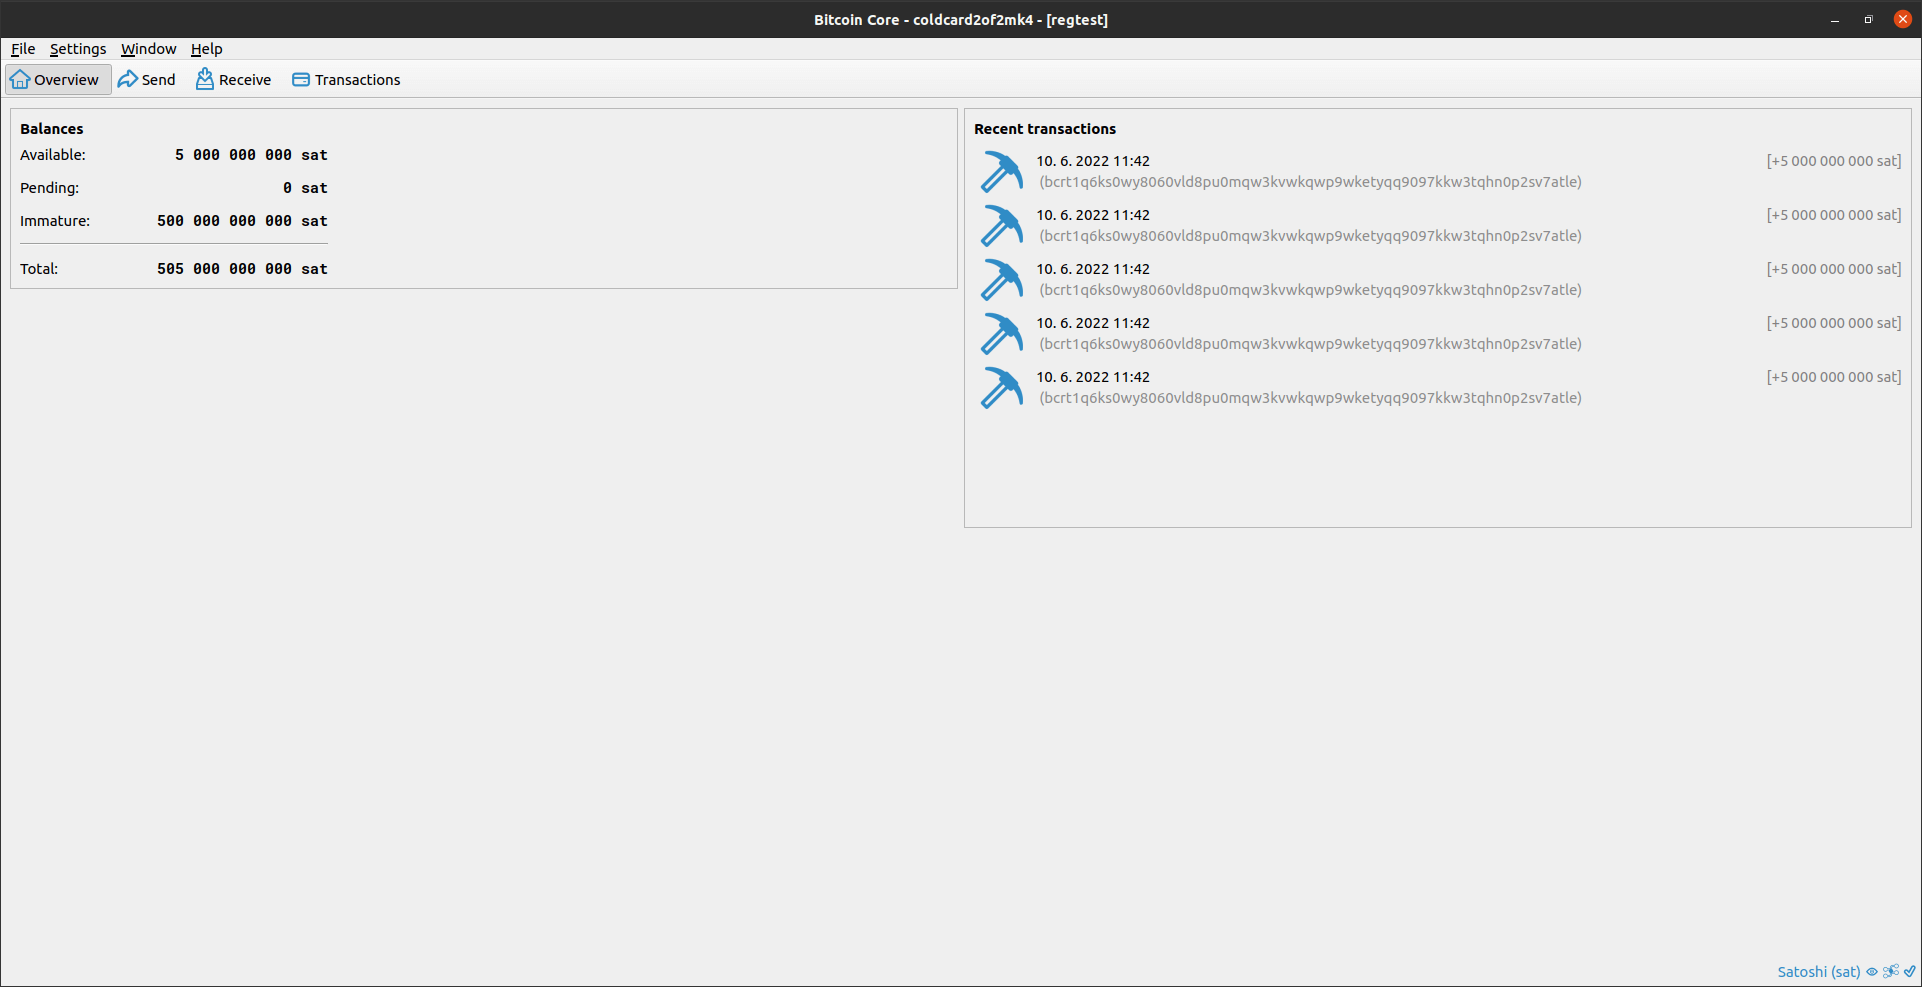 Bitcoin Core - coldcard2of2mk4 - [regtest]
File Settings Window Help
Overview Send Receive Transactions
Balances
Available: 5 000 000 000 sat
Pending: 0 sat
Immature: 500 000 000 000 sat
Total: 505 000 000 000 sat
Recent transactions
10. 6. 2022 11:42 [+5 000 000 000 sat]
(bcrt1q6ks0wy8060vld8pu0mqw3kvwkqwp9wketyqq9097kkw3tqhn0p2sv7atle)
10. 6. 2022 11:42 [+5 000 000 000 sat]
(bcrt1q6ks0wy8060vld8pu0mqw3kvwkqwp9wketyqq9097kkw3tqhn0p2sv7atle)
10. 6. 2022 11:42 [+5 000 000 000 sat]
(bcrt1q6ks0wy8060vld8pu0mqw3kvwkqwp9wketyqq9097kkw3tqhn0p2sv7atle)
10. 6. 2022 11:42 [+5 000 000 000 sat]
(bcrt1q6ks0wy8060vld8pu0mqw3kvwkqwp9wketyqq9097kkw3tqhn0p2sv7atle)
10. 6. 2022 11:42 [+5 000 000 000 sat]
(bcrt1q6ks0wy8060vld8pu0mqw3kvwkqwp9wketyqq9097kkw3tqhn0p2sv7atle)
Satoshi (sat)